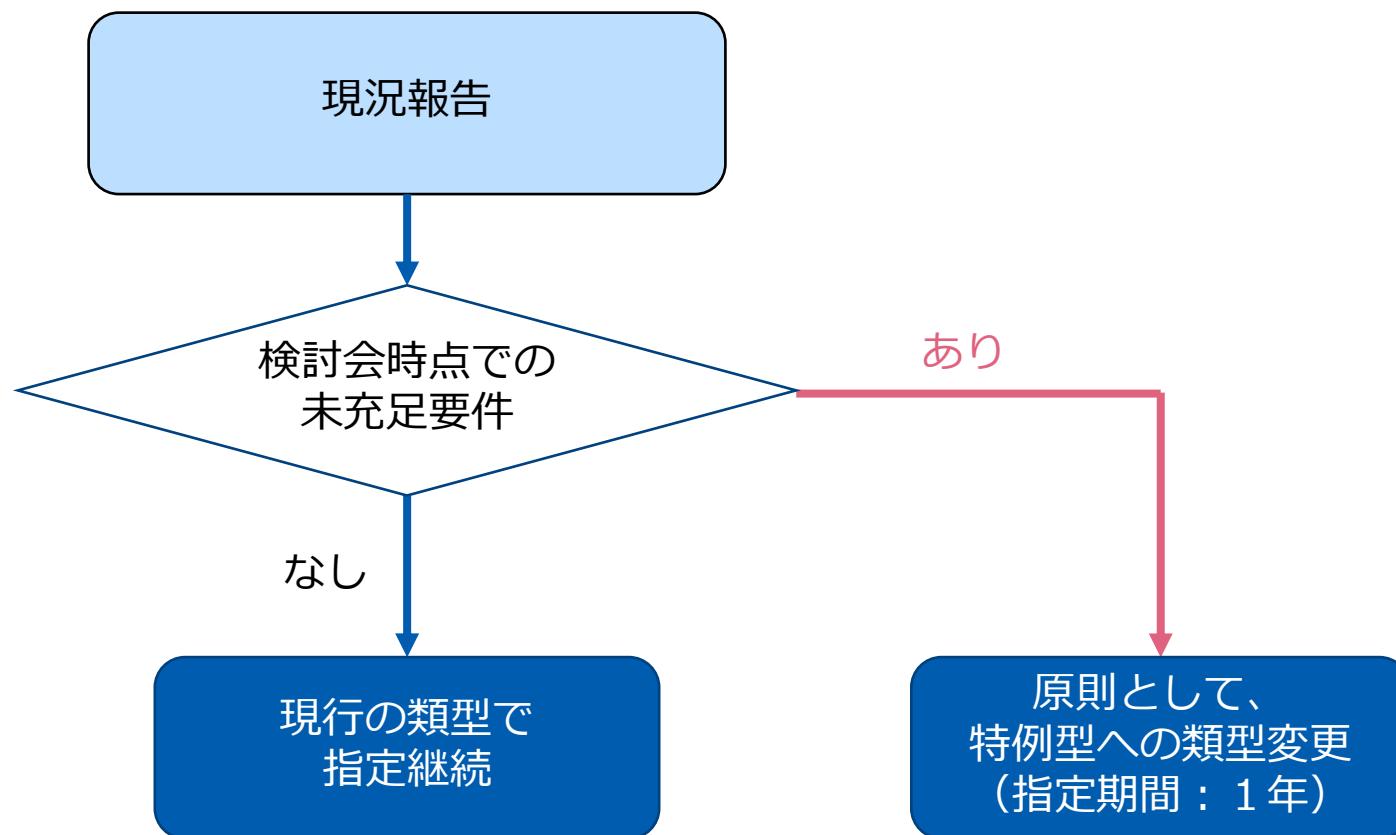 現況報告
検討会時点での
未充足要件
あり
なし
現行の類型で
指定継続
原則として、
特例型への類型変更
（指定期間：１年）